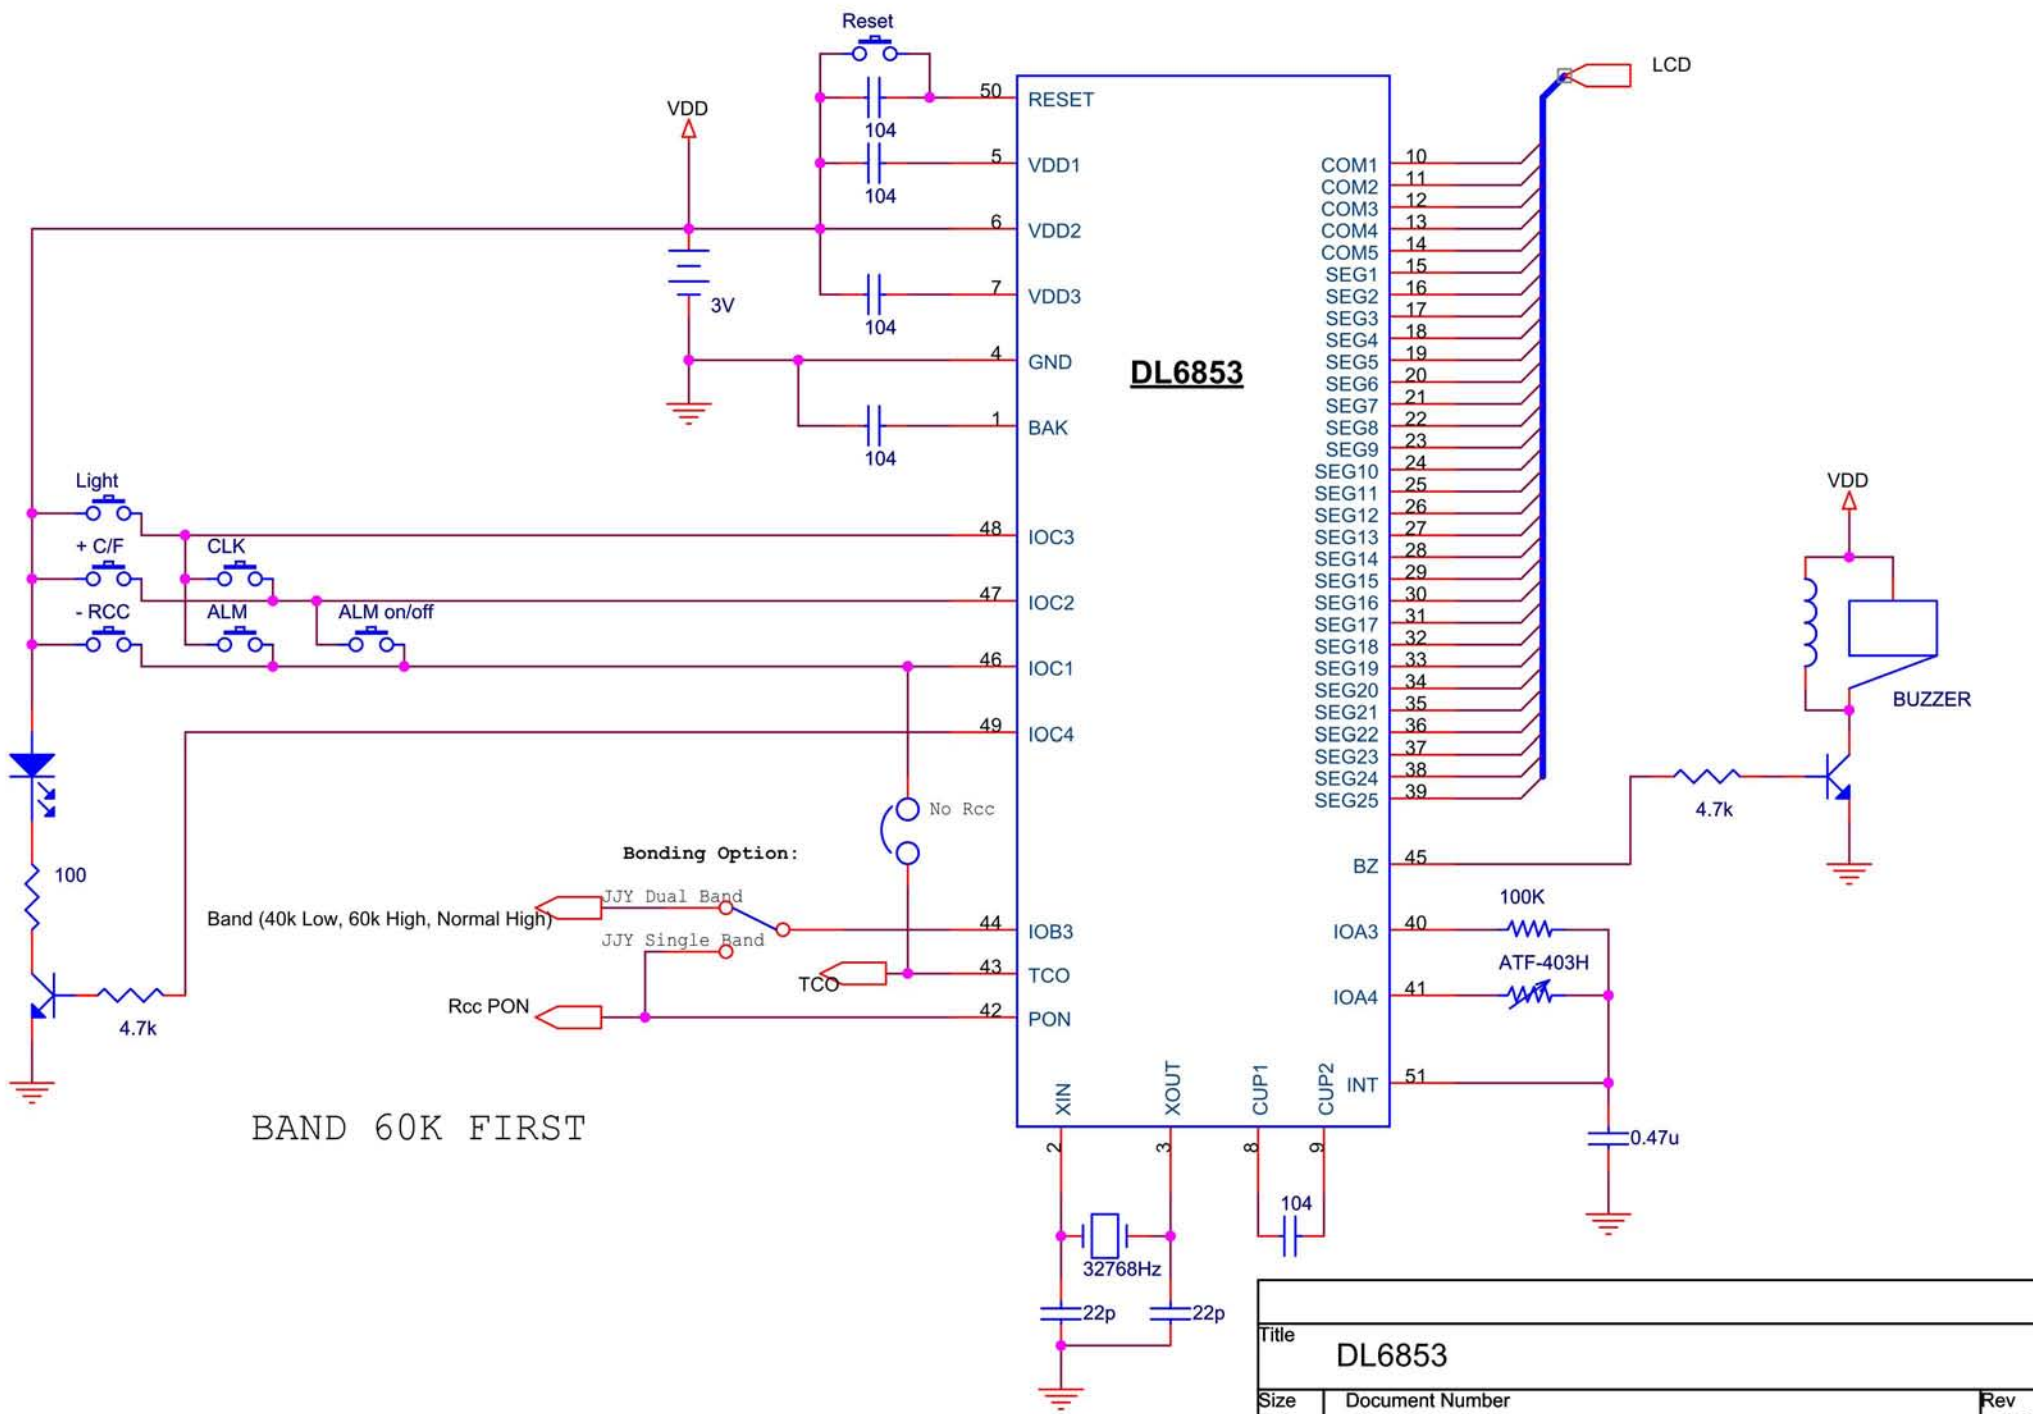 Reset
LCD
50
RESET
VDD
104
5
VDD1
COM1
10
104
COM2
11
COM3
12
6
VDD2
COM4
13
COM5
14
SEG1
15
7
VDD3
SEG2
16
3V
SEG3
17
104
SEG4
18
4
GND
DL6853
SEG5
19
SEG6
20
SEG7
21
1
BAK
SEG8
22
SEG9
23
104
SEG10
24
Light
SEG11
25
VDD
SEG12
26
48
IOC3
SEG13
27
+ C/F
CLK
SEG14
28
SEG15
29
47
IOC2
SEG16
30
- RCC
ALM
ALM on/off
SEG17
31
SEG18
32
46
IOC1
SEG19
33
SEG20
34
BUZZER
SEG21
35
49
IOC4
SEG22
36
SEG23
37
SEG24
38
SEG25
39
No Rcc
4.7k
Bonding Option:
BZ
45
100
JJY Dual Band
100K
Band (40k Low, 60k High, Normal High)
44
IOB3
IOA3
40
JJY Single Band
ATF-403H
43
TCO
TCO
IOA4
41
Rcc PON
42
PON
4.7k
XIN
XOUT
CUP1
CUP2
INT
51
BAND 60K FIRST
0.47u
2
3
8
9
104
32768Hz
22p
22p
Title
DL6853
Size
Document Number
Rev